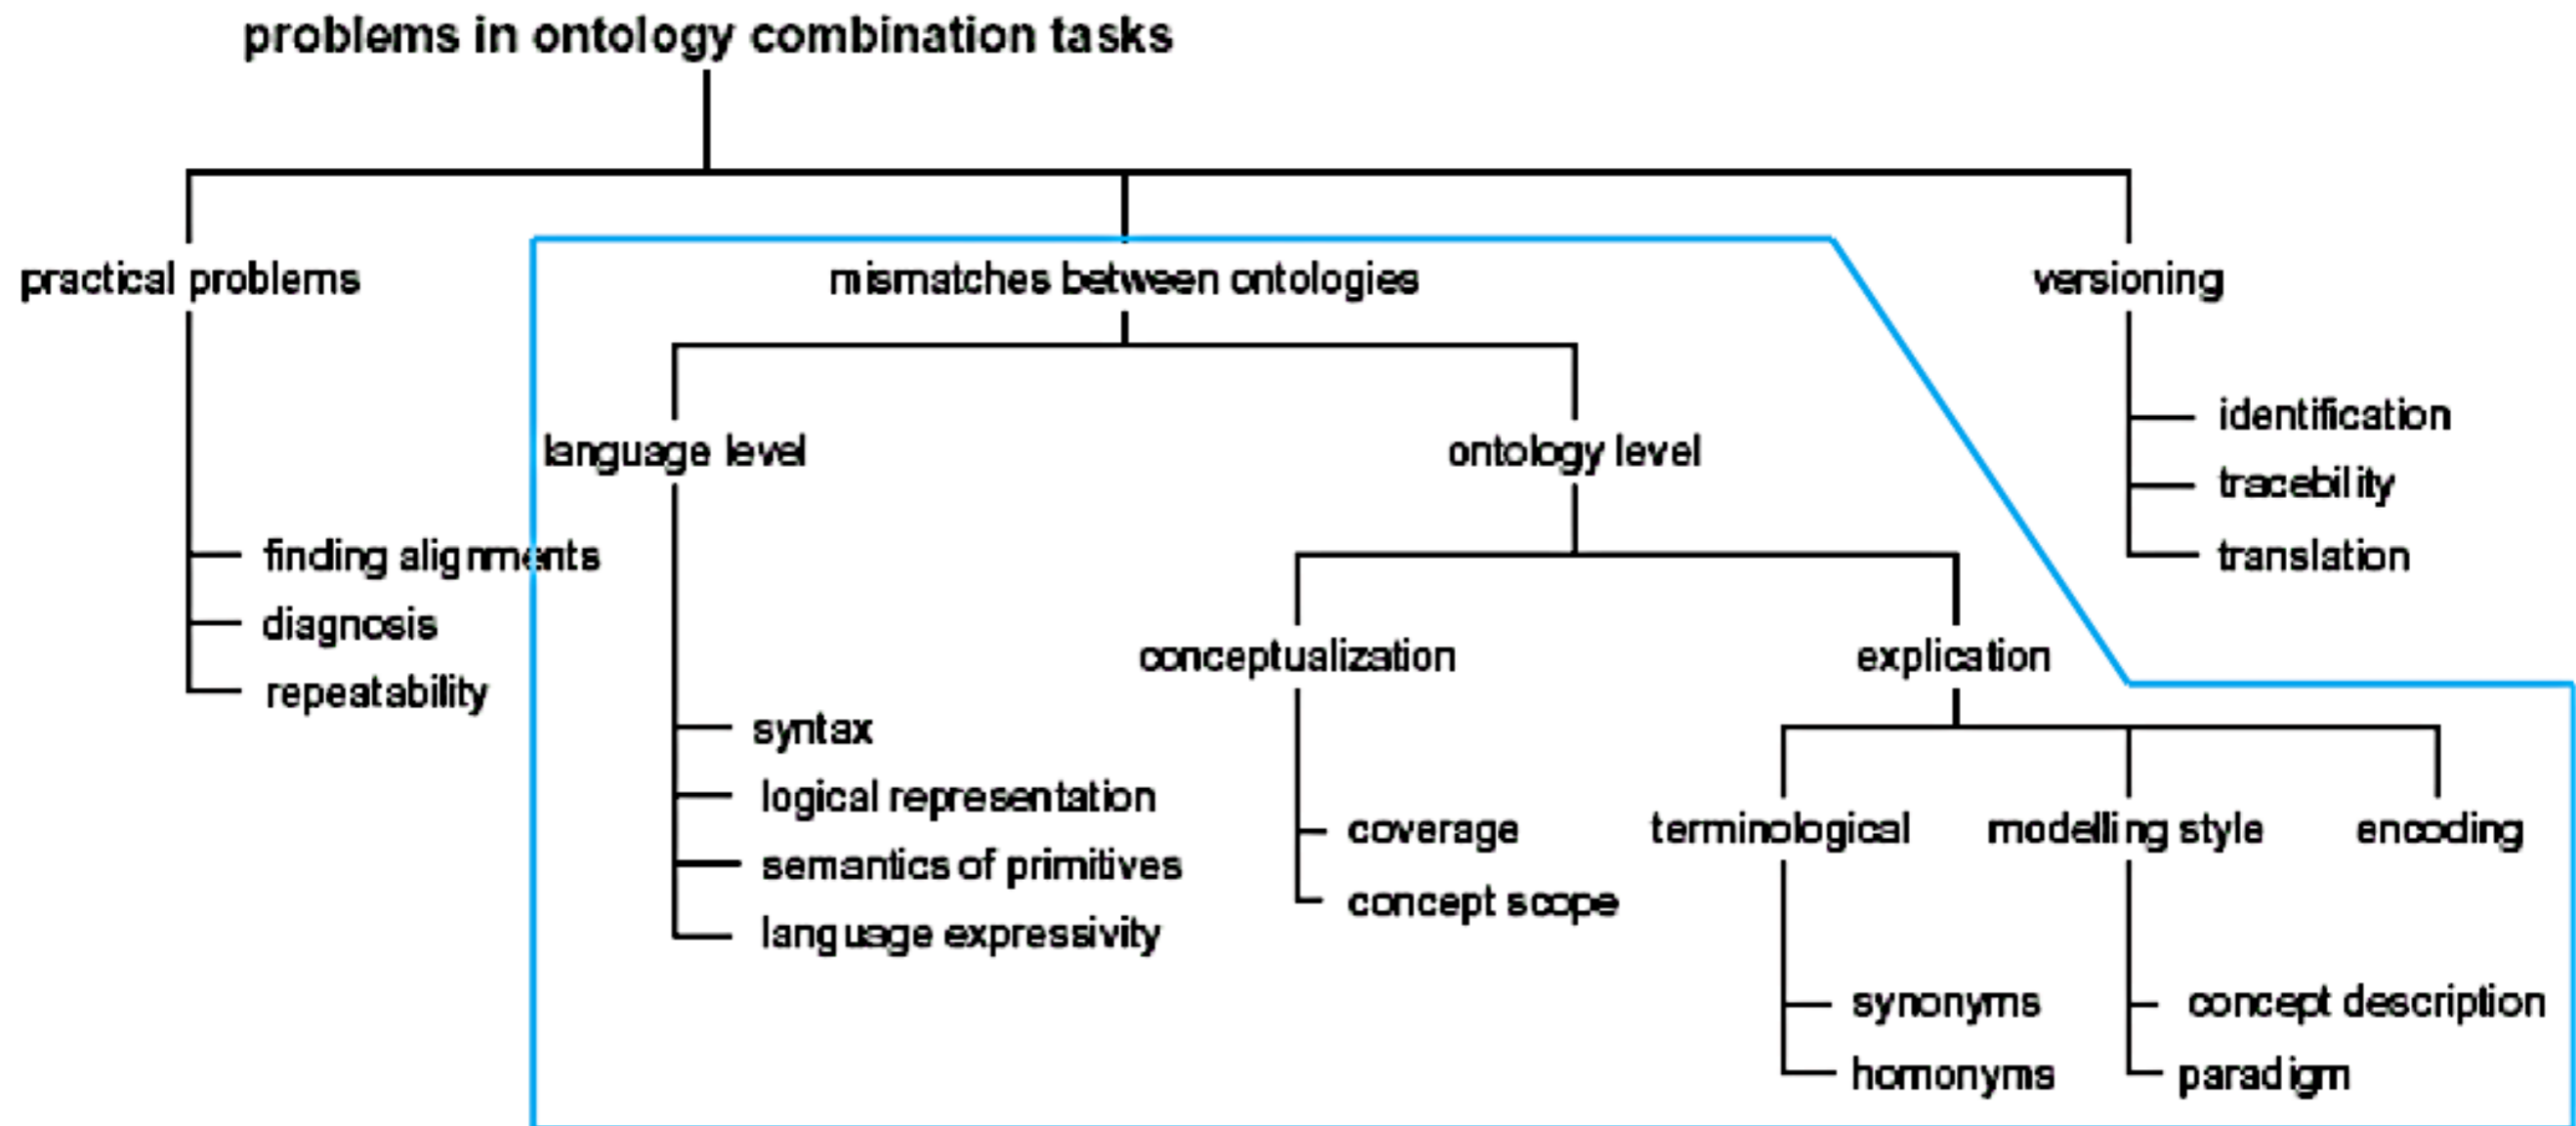 problems in ontology combination tasks
practical problems
mismatches between ontologies
versioning
language level
ontology level
identification
tracebility
translation
finding alignments
diagnosis
repeatability
conceptualization
explication
syntax
logical representation
semantics of primitives
language expressivity
coverage
concept scope
terminological
modelling style
encoding
synonyms
homonyms
concept description
paradigm